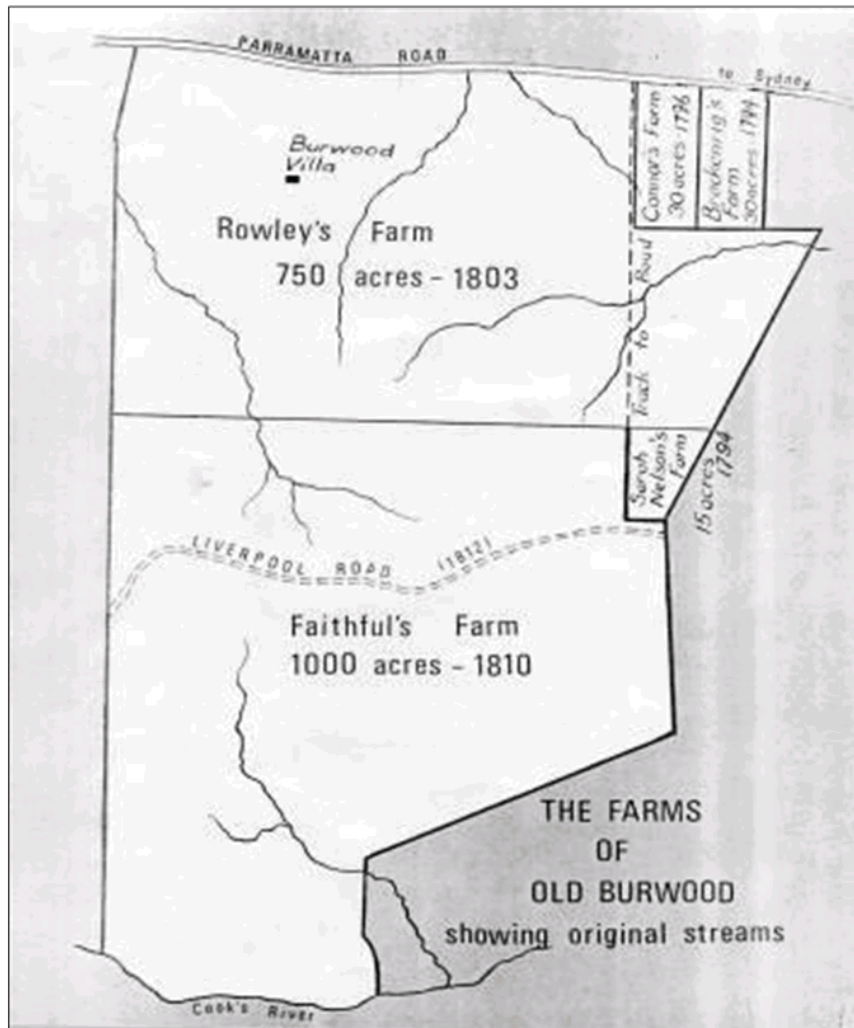 PARRAMATTA ROAD
to Sydney
Connor's Farm
30 acres 1796
Brackenrig's
Farm
30 acres 1794
Burwood
Villa
Rowley's Farm
750 acres - 1803
Track to Road
Sarah
Nelson's
Farm
15 acres
1794
LIVERPOOL ROAD (1812)
Faithful's Farm
1000 acres - 1810
THE FARMS
OF
OLD BURWOOD
showing original streams
Cook's River